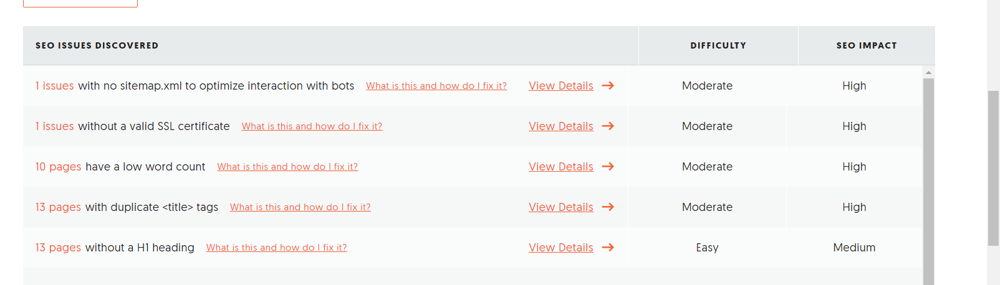 SEO ISSUES DISCOVERED DIFFICULTY SEO IMPACT
1 issues with no sitemap.xml to optimize interaction with bots What is this and how do I fix it? View Details → Moderate High
1 issues without a valid SSL certificate What is this and how do I fix it? View Details → Moderate High
10 pages have a low word count What is this and how do I fix it? View Details → Moderate High
13 pages with duplicate <title> tags What is this and how do I fix it? View Details → Moderate High
13 pages without a H1 heading What is this and how do I fix it? View Details → Easy Medium